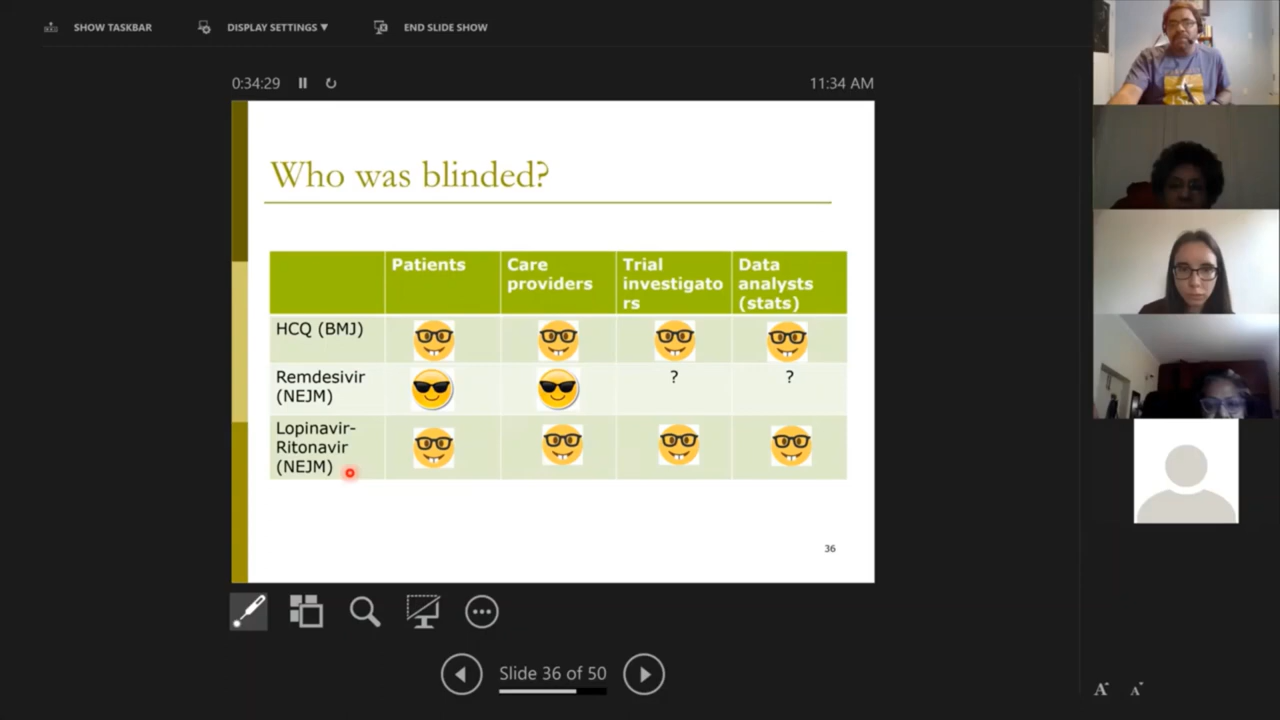 SHOW TASKBAR
DISPLAY SETTINGS ▼
END SLIDE SHOW
0:34:29
11:34 AM
Who was blinded?
Patients
Care
providers
Trial
investigato
rs
Data
analysts
(stats)
HCQ (BMJ)
Remdesivir
(NEJM)
?
?
Lopinavir-
Ritonavir
(NEJM)
36
Slide 36 of 50
A
A